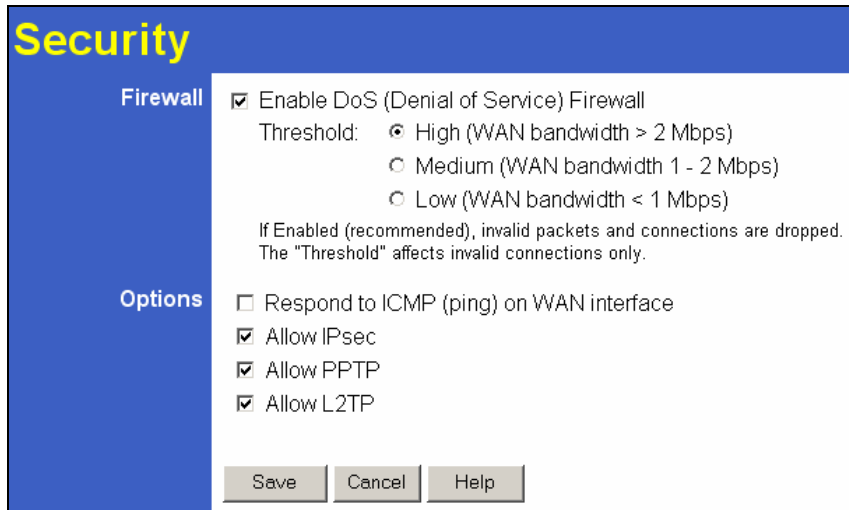 Security
Firewall
Enable DoS (Denial of Service) Firewall
Threshold: High (WAN bandwidth > 2 Mbps)
Medium (WAN bandwidth 1 - 2 Mbps)
Low (WAN bandwidth < 1 Mbps)
If Enabled (recommended), invalid packets and connections are dropped.
The "Threshold" affects invalid connections only.
Options
Respond to ICMP (ping) on WAN interface
Allow IPsec
Allow PPTP
Allow L2TP
Save Cancel Help